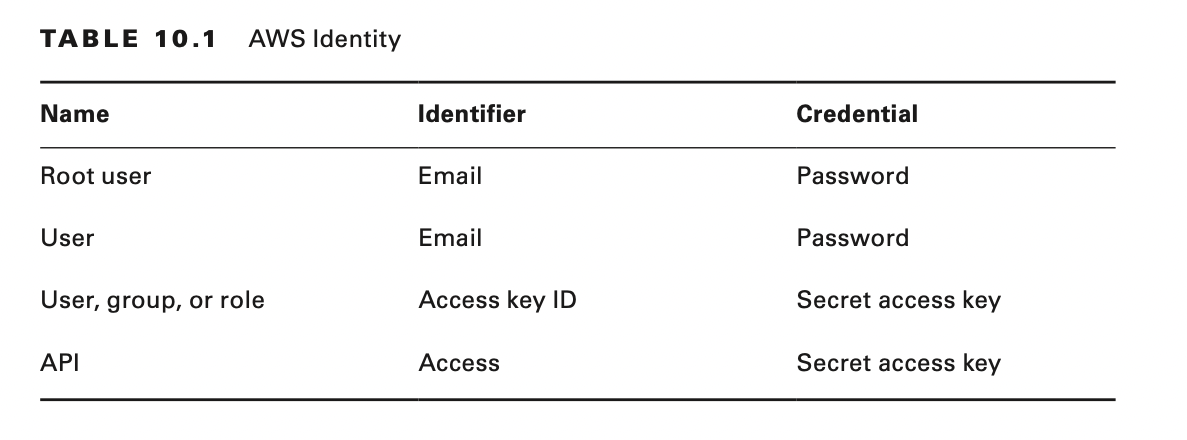 TABLE 10.1 AWS Identity
Name Identifier Credential
Root user Email Password
User Email Password
User, group, or role Access key ID Secret access key
API Access Secret access key